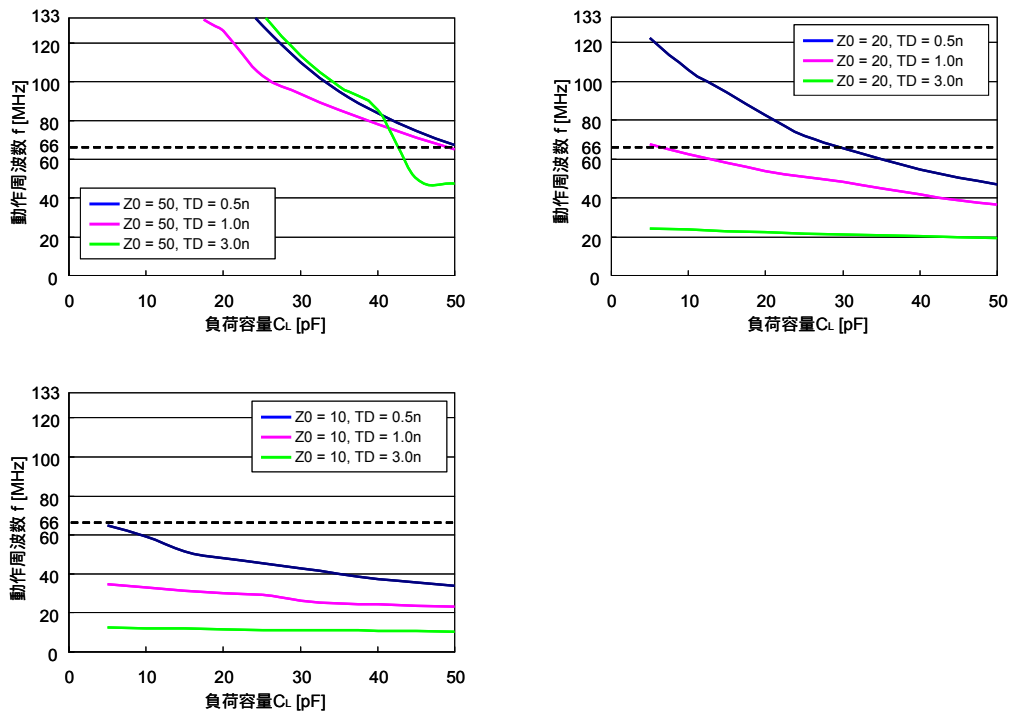 動作周波数 f [MHz]
133
120
100
80
66
60
40
20
0
Z0 = 50, TD = 0.5n
Z0 = 50, TD = 1.0n
Z0 = 50, TD = 3.0n
0 10 20 30 40 50
負荷容量CL [pF]
動作周波数 f [MHz]
133
120
100
80
66
60
40
20
0
Z0 = 20, TD = 0.5n
Z0 = 20, TD = 1.0n
Z0 = 20, TD = 3.0n
0 10 20 30 40 50
負荷容量CL [pF]
動作周波数 f [MHz]
133
120
100
80
66
60
40
20
0
Z0 = 10, TD = 0.5n
Z0 = 10, TD = 1.0n
Z0 = 10, TD = 3.0n
0 10 20 30 40 50
負荷容量CL [pF]